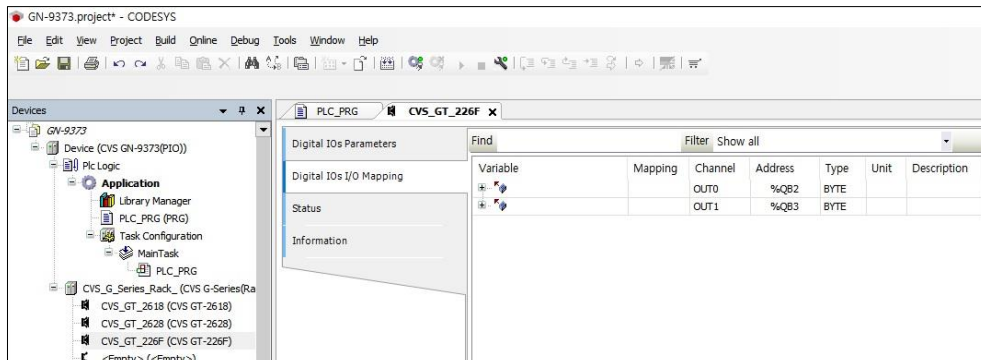 GN-9373.project* - CODESYS
File Edit View Project Build Online Debug Tools Window Help
Devices
PLC_PRG CVS_GT_226F
GN-9373
Device (CVS GN-9373(PIO))
Plc Logic
Application
Library Manager
PLC_PRG (PRG)
Task Configuration
MainTask
PLC_PRG
CVS_G_Series_Rack_ (CVS G-Series(Ra
CVS_GT_2618 (CVS GT-2618)
CVS_GT_2628 (CVS GT-2628)
CVS_GT_226F (CVS GT-226F)
<Empty> (<Empty>)
Digital IOs Parameters
Digital IOs I/O Mapping
Status
Information
Find Filter Show all
Variable Mapping Channel Address Type Unit Description
OUT0 %QB2 BYTE
OUT1 %QB3 BYTE